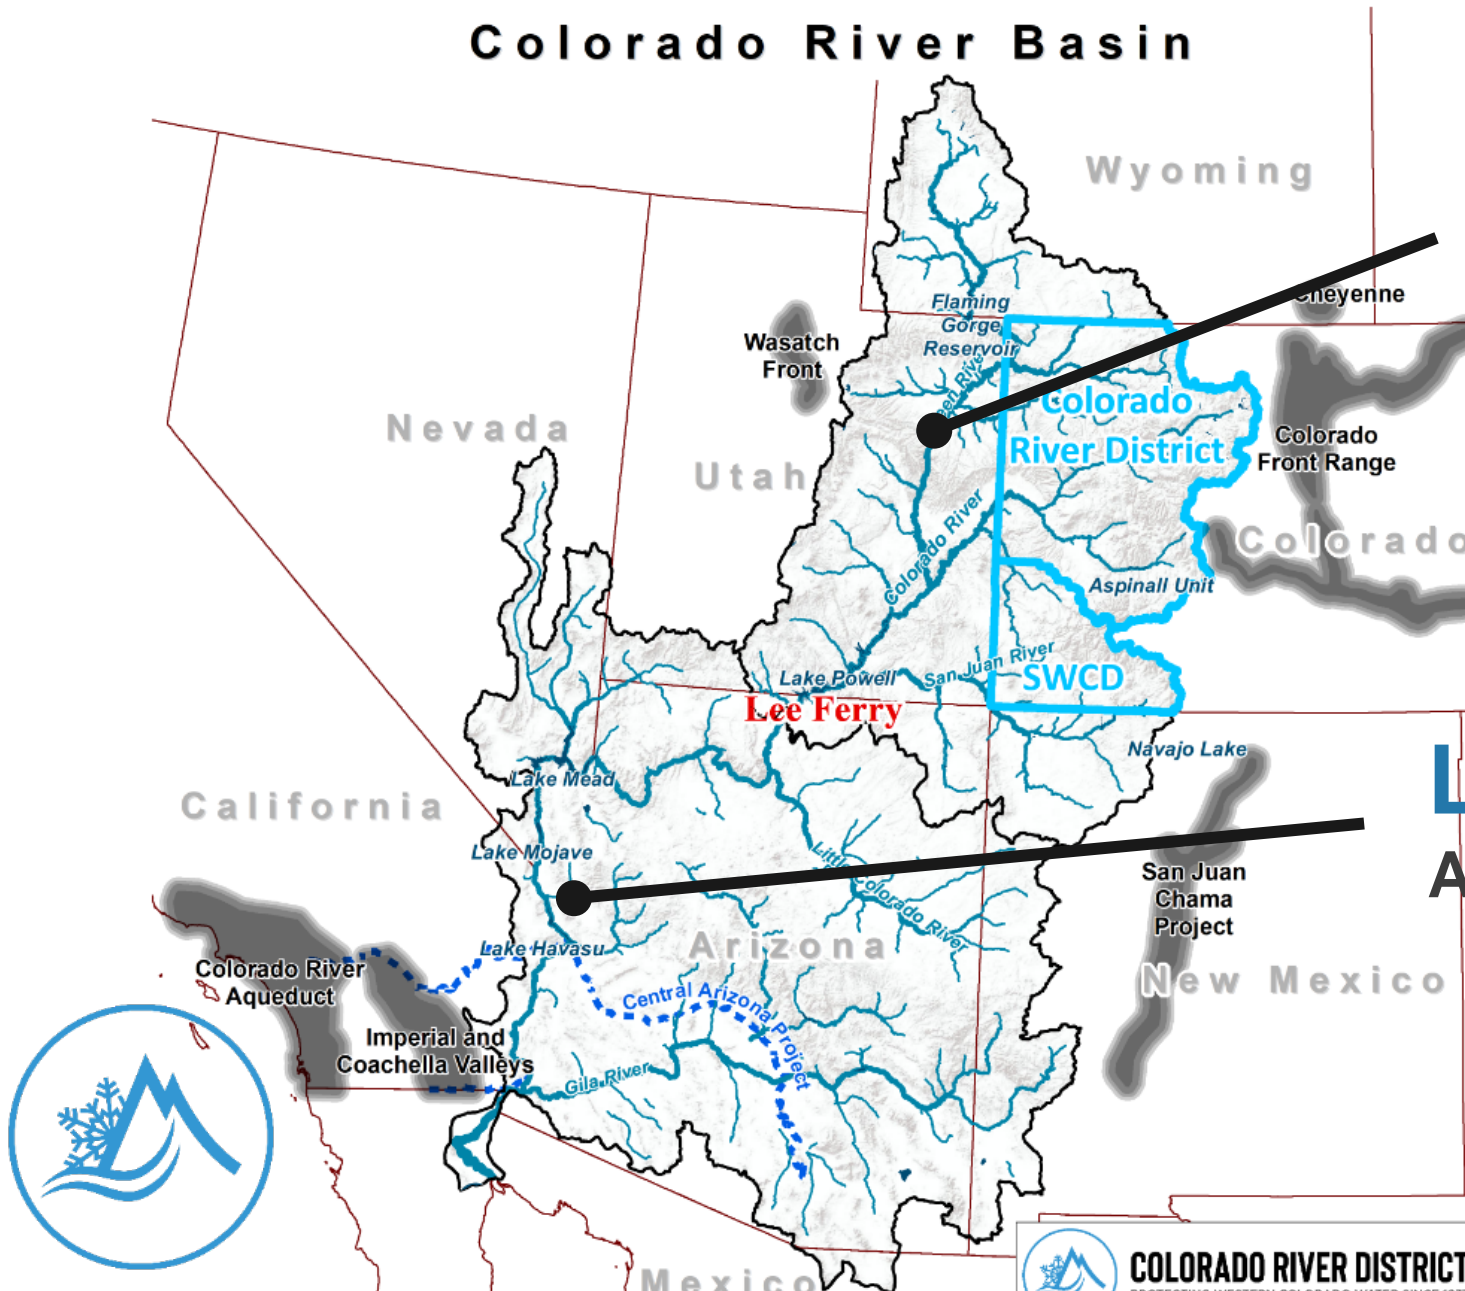 Colorado River Basin
Wyoming
Cheyenne
Flaming
Gorge
Reservoir
Wasatch
Front
Green River
Colorado
River District
Colorado
Front Range
Nevada
Utah
Colorado River
Colorado
Aspinall Unit
San Juan River
Lake Powell
SWCD
Lee Ferry
Navajo Lake
Lake Mead
L
California
Lake Mojave
Little Colorado River
A
San Juan
Chama
Project
Arizona
Lake Havasu
Colorado River
Aqueduct
New Mexico
Central Arizona Project
Imperial and
Coachella Valleys
Gila River
Mexico
COLORADO RIVER DISTRICT